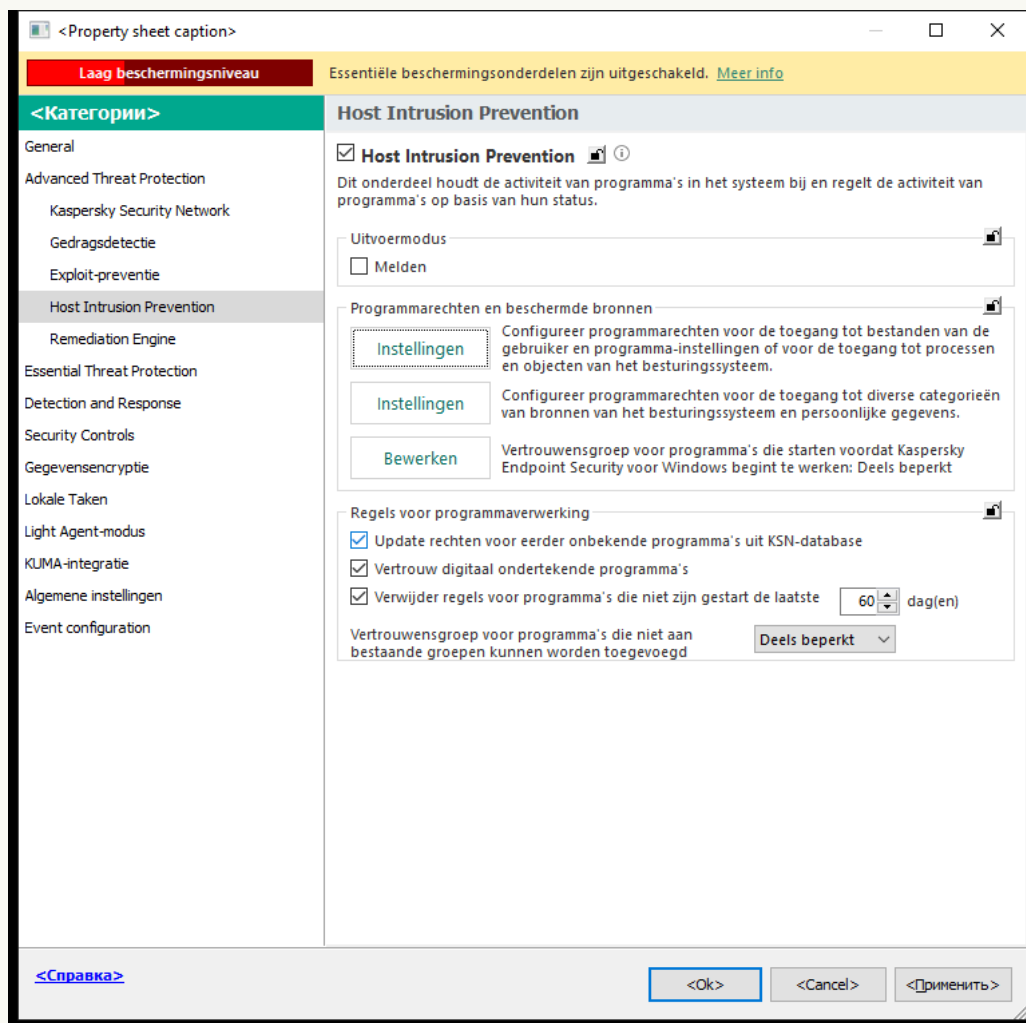 <Property sheet caption>
Laag beschermingsniveau
Essentiële beschermingsonderdelen zijn uitgeschakeld. Meer info
<Категории>
General
Advanced Threat Protection
Kaspersky Security Network
Gedragsdetectie
Exploit-preventie
Host Intrusion Prevention
Remediation Engine
Essential Threat Protection
Detection and Response
Security Controls
Gegevensencryptie
Lokale Taken
Light Agent-modus
KUMA-integratie
Algemene instellingen
Event configuration
Host Intrusion Prevention
Host Intrusion Prevention
Dit onderdeel houdt de activiteit van programma's in het systeem bij en regelt de activiteit van
programma's op basis van hun status.
Uitvoermodus
Melden
Programmarechten en beschermde bronnen
Instellingen
Configureer programmarechten voor de toegang tot bestanden van de
gebruiker en programma-instellingen of voor de toegang tot processen
en objecten van het besturingssysteem.
Instellingen
Configureer programmarechten voor de toegang tot diverse categorieën
van bronnen van het besturingssysteem en persoonlijke gegevens.
Bewerken
Vertrouwensgroep voor programma's die starten voordat Kaspersky
Endpoint Security voor Windows begint te werken: Deels beperkt
Regels voor programmaverwerking
Update rechten voor eerder onbekende programma's uit KSN-database
Vertrouw digitaal ondertekende programma's
Verwijder regels voor programma's die niet zijn gestart de laatste 60 dag(en)
Vertrouwensgroep voor programma's die niet aan
bestaande groepen kunnen worden toegevoegd
Deels beperkt
<Справка>
<Ok>
<Cancel>
<Применить>